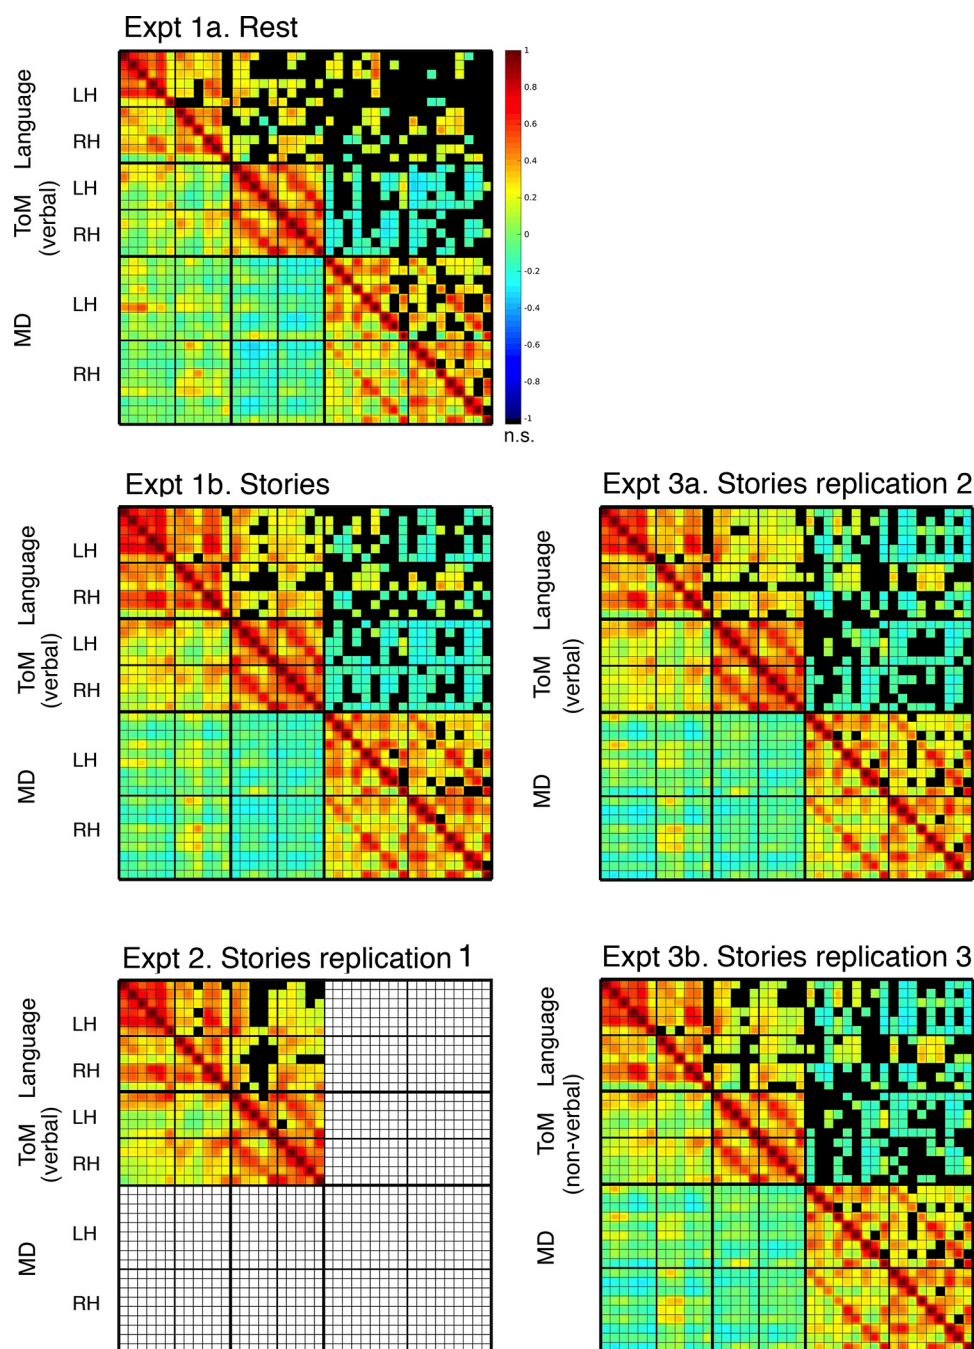 Expt 1a. Rest
Language
LH
RH
ToM
(verbal)
LH
RH
MD
LH
RH
1
0.8
0.6
0.4
0.2
0
-0.2
-0.4
-0.6
-0.8
-1
n.s.
Expt 1b. Stories
Language
LH
RH
ToM
(verbal)
LH
RH
MD
LH
RH
Expt 3a. Stories replication 2
Language
ToM
(verbal)
MD
Expt 2. Stories replication 1
Language
LH
RH
ToM
(verbal)
LH
RH
MD
LH
RH
Expt 3b. Stories replication 3
Language
ToM
(non-verbal)
MD